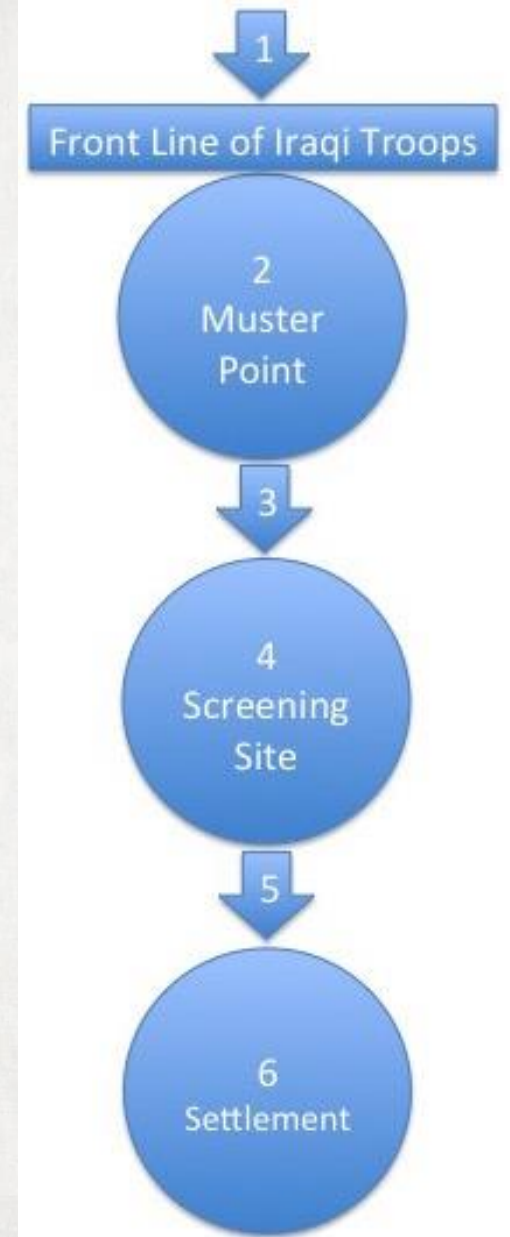 1
Front Line of Iraqi Troops
2
Muster
Point
3
4
Screening
Site
5
6
Settlement